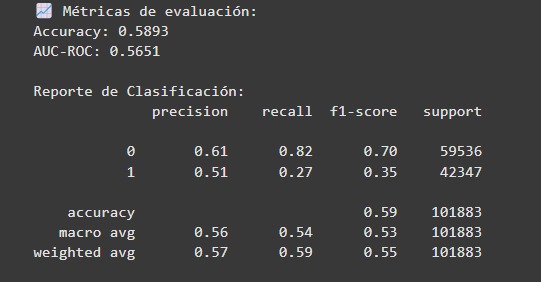 📈 Métricas de evaluación:
Accuracy: 0.5893
AUC-ROC: 0.5651
Reporte de Clasificación:
precision recall f1-score support
0 0.61 0.82 0.70 59536
1 0.51 0.27 0.35 42347
accuracy 0.59 101883
macro avg 0.56 0.54 0.53 101883
weighted avg 0.57 0.59 0.55 101883